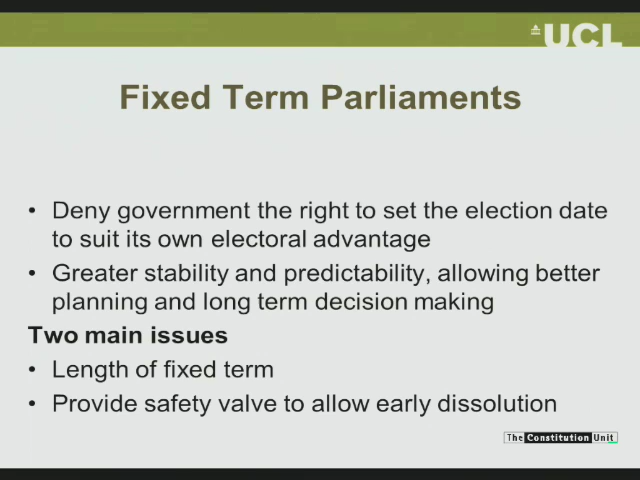 UCL
Fixed Term Parliaments
• Deny government the right to set the election date
to suit its own electoral advantage
• Greater stability and predictability, allowing better
planning and long term decision making
Two main issues
• Length of fixed term
• Provide safety valve to allow early dissolution
The Constitution Unit